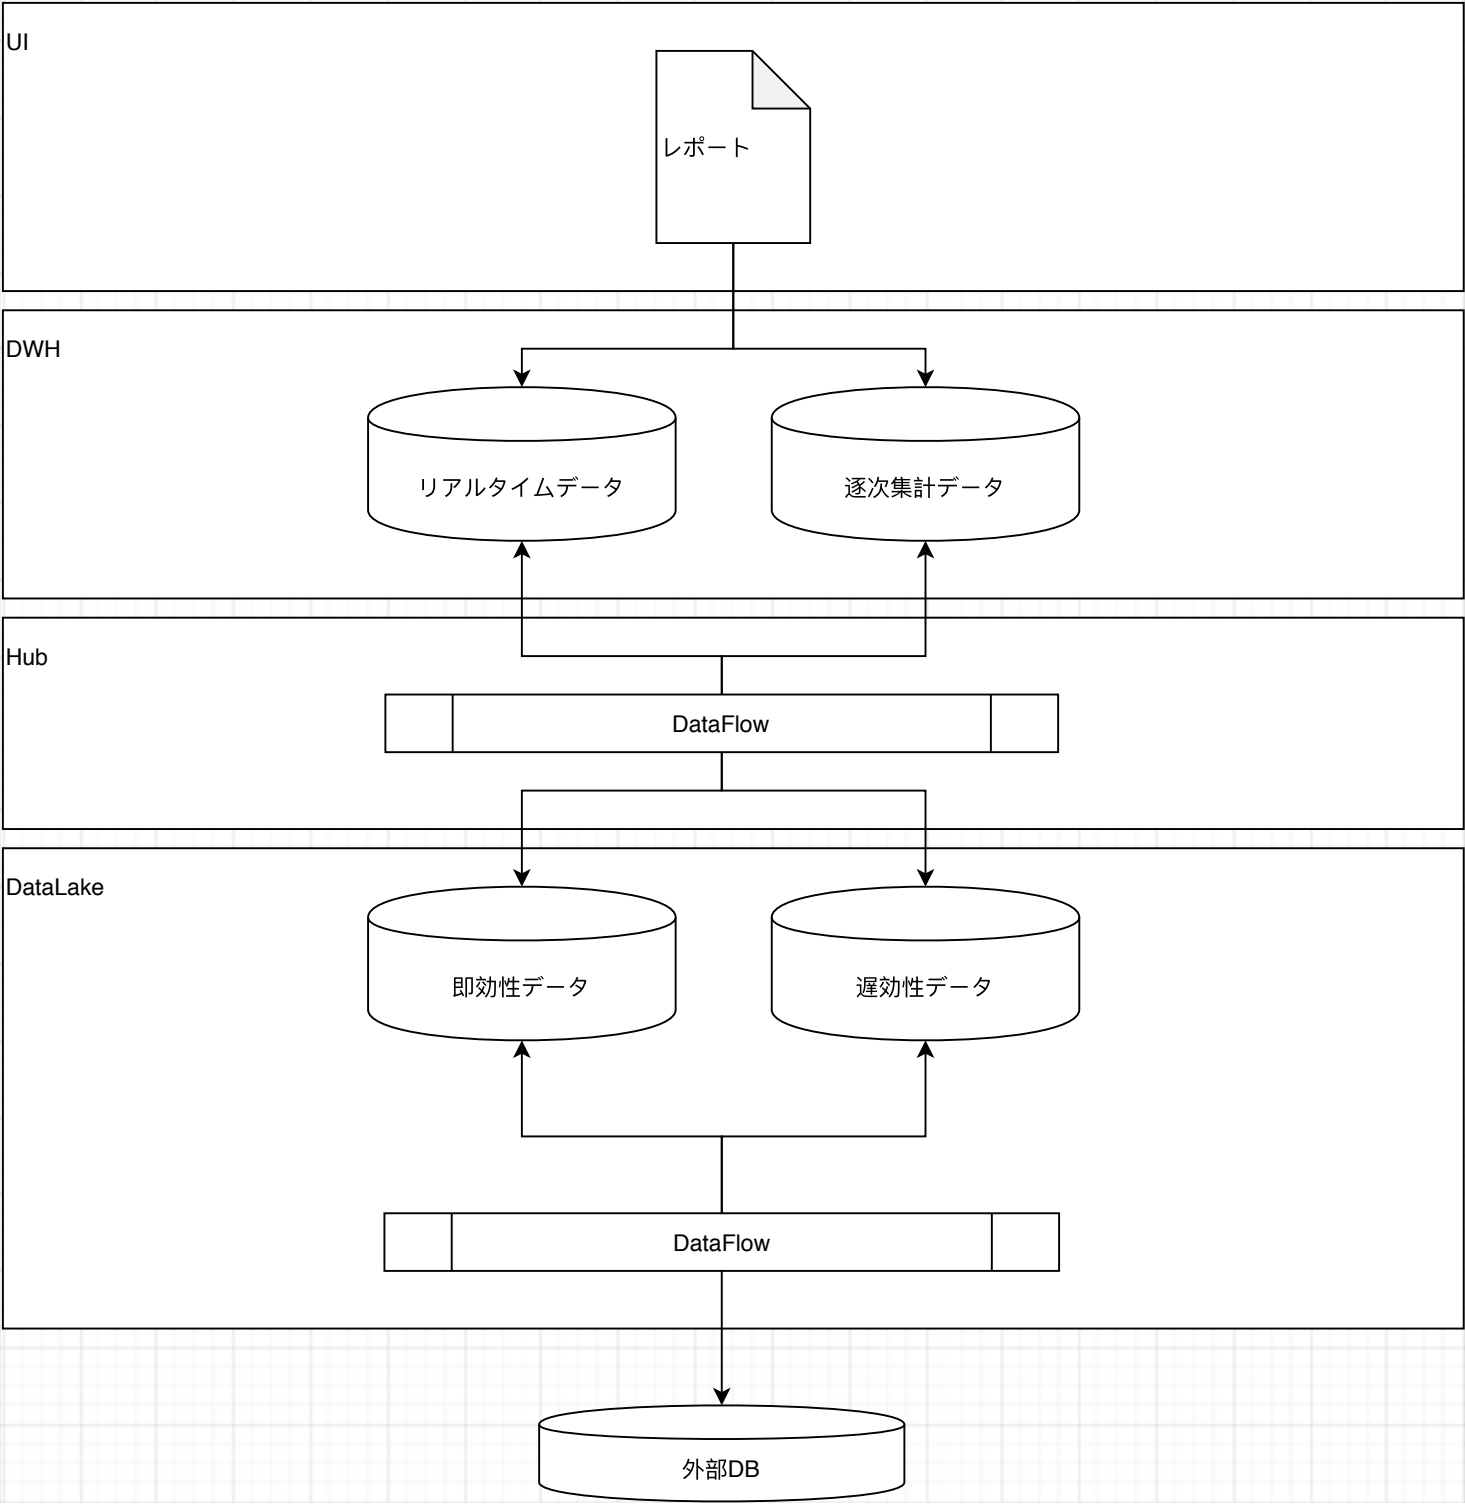 UI
レポート
DWH
リアルタイムデータ
逐次集計データ
Hub
DataFlow
DataLake
即効性データ
遅効性データ
DataFlow
外部DB